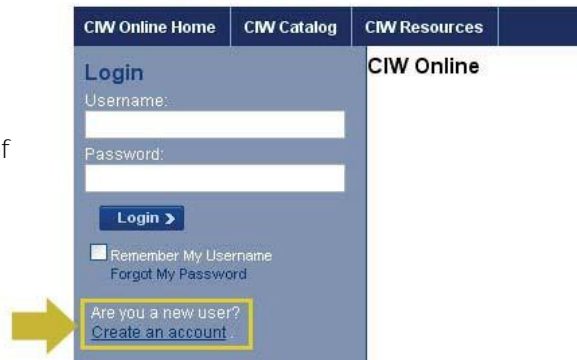 CIW Online Home CIW Catalog CIW Resources
Login
Username:
Password:
Login >
Remember My Username
Forgot My Password
Are you a new user?
Create an account .
CIW Online
f